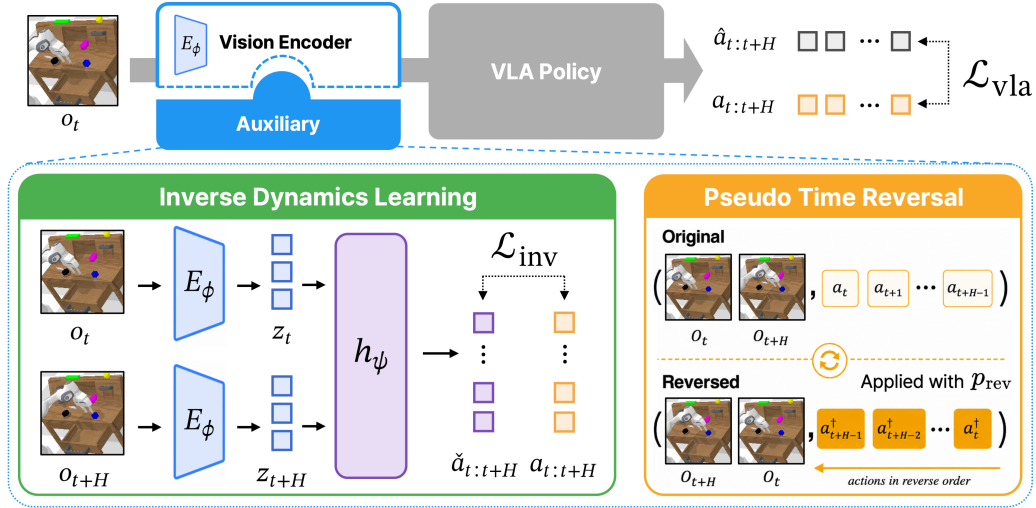 o_t
E_ϕ
Vision Encoder
Auxiliary
VLA Policy
â_{t:t+H}
...
a_{t:t+H}
...
ℒ_vla
Inverse Dynamics Learning
o_t
E_ϕ
z_t
o_{t+H}
E_ϕ
z_{t+H}
h_ψ
ℒ_inv
ǎ_{t:t+H}
a_{t:t+H}
Pseudo Time Reversal
Original
( , a_t a_{t+1} ... a_{t+H-1} )
o_t o_{t+H}
Reversed
Applied with p_rev
( , a†_{t+H-1} a†_{t+H-2} ... a†_t )
o_{t+H} o_t
actions in reverse order